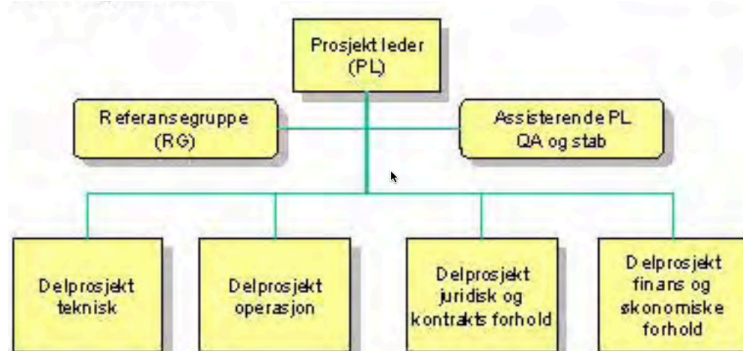 Prosjekt leder
(PL)
Referansegruppe
(RG)
Assisterende PL
QA og stab
Delprosjekt
teknisk
Delprosjekt
operasjon
Delprosjekt
juridisk og
kontrakts forhold
Delprosjekt
finans og
økonomiske
forhold